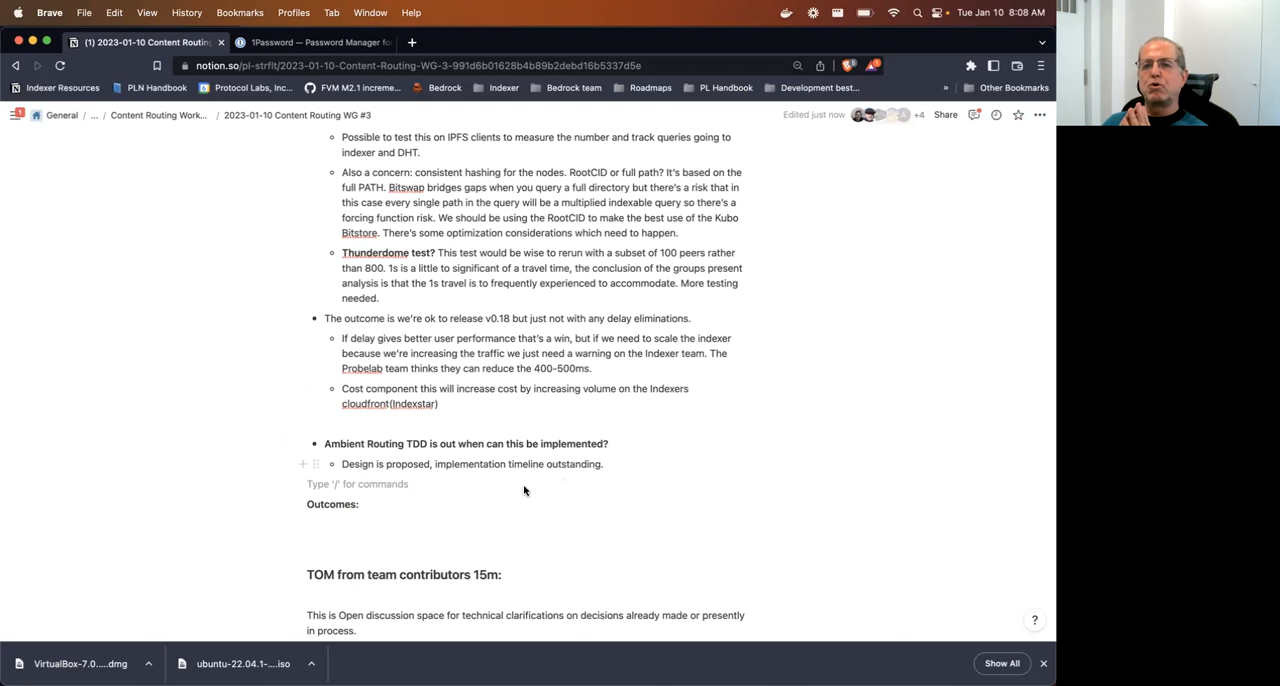 Brave File Edit View History Bookmarks Profiles Tab Window Help Tue Jan 10 8:08 AM
(1) 2023-01-10 Content Routing 1Password — Password Manager for
notion.so/pl-strflt/2023-01-10-Content-Routing-WG-3-991d6b01628b4b89b2debd16b5337d5e
Indexer Resources PLN Handbook Protocol Labs, Inc... FVM M2.1 increme... Bedrock Indexer Bedrock team Roadmaps PL Handbook Development best... » Other Bookmarks
1 General / ... / Content Routing Work... / 2023-01-10 Content Routing WG #3 Edited just now A +4 Share
Possible to test this on IPFS clients to measure the number and track queries going to
indexer and DHT.
Also a concern: consistent hashing for the nodes. RootCID or full path? It's based on the
full PATH. Bitswap bridges gaps when you query a full directory but there's a risk that in
this case every single path in the query will be a multiplied indexable query so there's a
forcing function risk. We should be using the RootCID to make the best use of the Kubo
Bitstore. There's some optimization considerations which need to happen.
Thunderdome test? This test would be wise to rerun with a subset of 100 peers rather
than 800. 1s is a little to significant of a travel time, the conclusion of the groups present
analysis is that the 1s travel is to frequently experienced to accommodate. More testing
needed.
The outcome is we're ok to release v0.18 but just not with any delay eliminations.
If delay gives better user performance that's a win, but if we need to scale the indexer
because we're increasing the traffic we just need a warning on the Indexer team. The
Probelab team thinks they can reduce the 400-500ms.
Cost component this will increase cost by increasing volume on the Indexers
cloudfront(Indexstar)
Ambient Routing TDD is out when can this be implemented?
Design is proposed, implementation timeline outstanding.
Type '/' for commands
Outcomes:
TOM from team contributors 15m:
This is Open discussion space for technical clarifications on decisions already made or presently
in process.
?
VirtualBox-7.0.....dmg ubuntu-22.04.1-....iso Show All